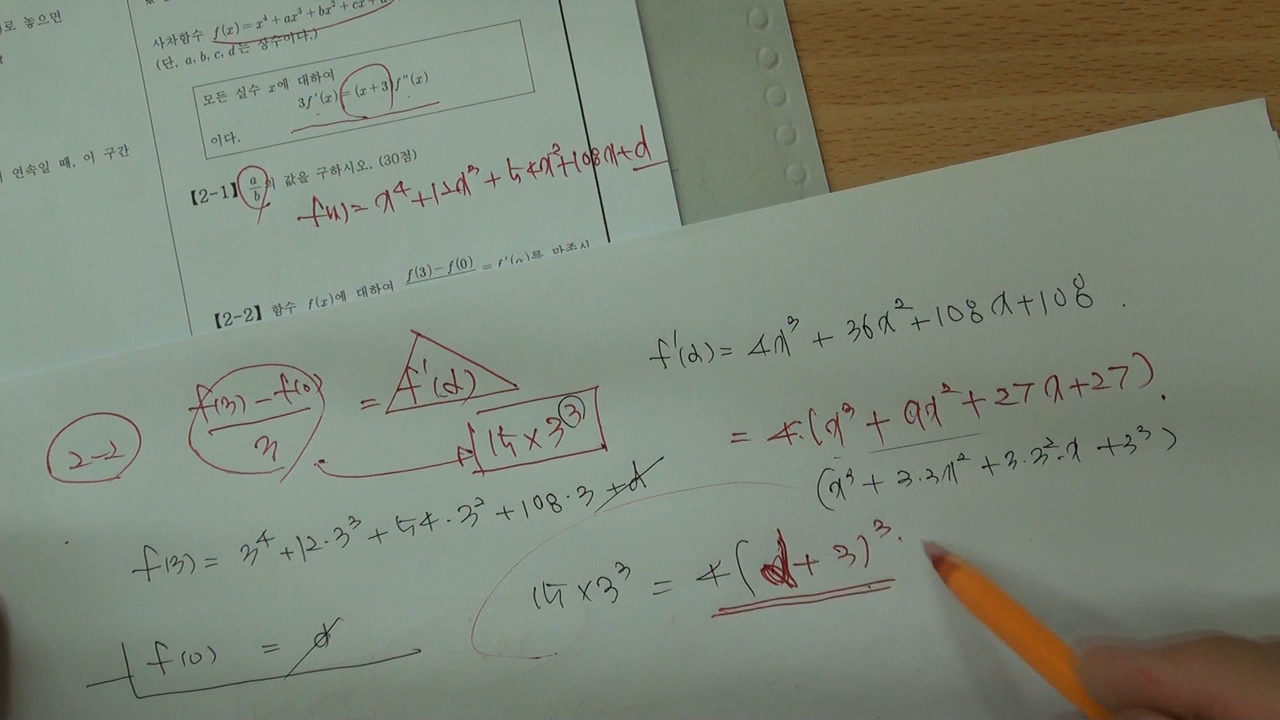 로 놓으면
연속일 때, 이 구간
사차함수 f(x)=x⁴+ax³+bx²+cx+d
(단, a, b, c, d는 상수이다.)
모든 실수 x에 대하여
3f'(x)=(x+3)f''(x)
이다.
【2-1】 a/b의 값을 구하시오. (30점)
f(x)= x⁴+12x³+54x²+108x+d
【2-2】 함수 f(x)에 대하여 f(3)-f(0)
2-2
(f(3)-f(0))/3 = f'(α)
15×3³
f(3)= 3⁴+12·3³+54·3²+108·3+d
f(0) = d
f'(α)= 4x³+36x²+108x+108
= 4(x³+9x²+27x+27)
(x³+3·3x²+3·3²·x+3³)
15×3³ = 4(α+3)³